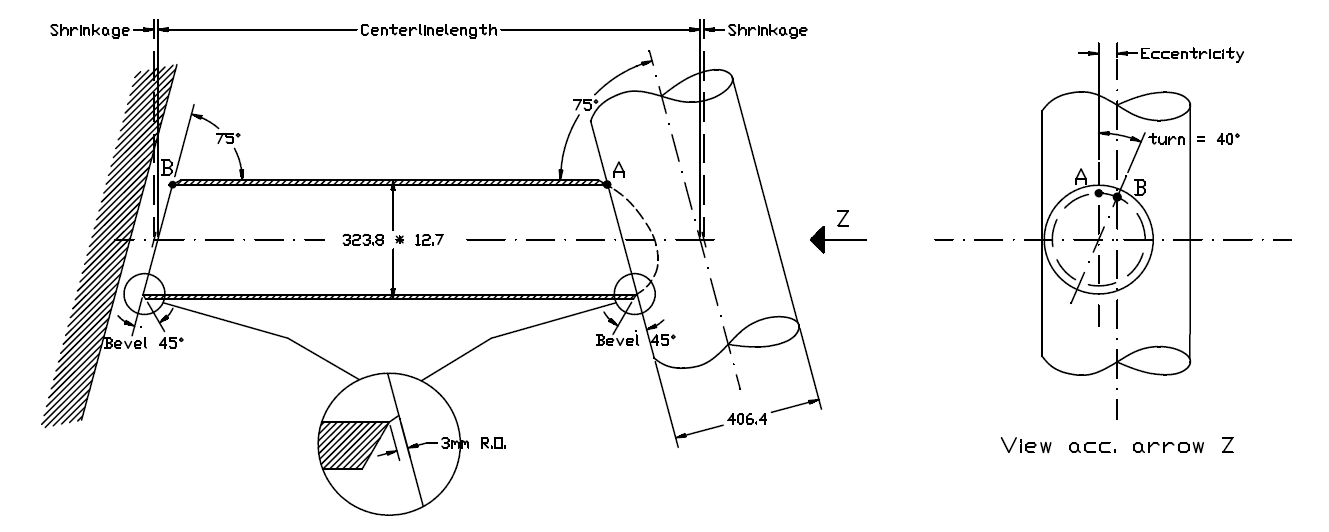 Shrinkage
Centerlinelength
Shrinkage
Eccentricity
75°
75°
turn = 40°
B
A
A
B
Z
323.8 * 12.7
Bevel 45°
Bevel 45°
406.4
3mm R.O.
View acc. arrow Z